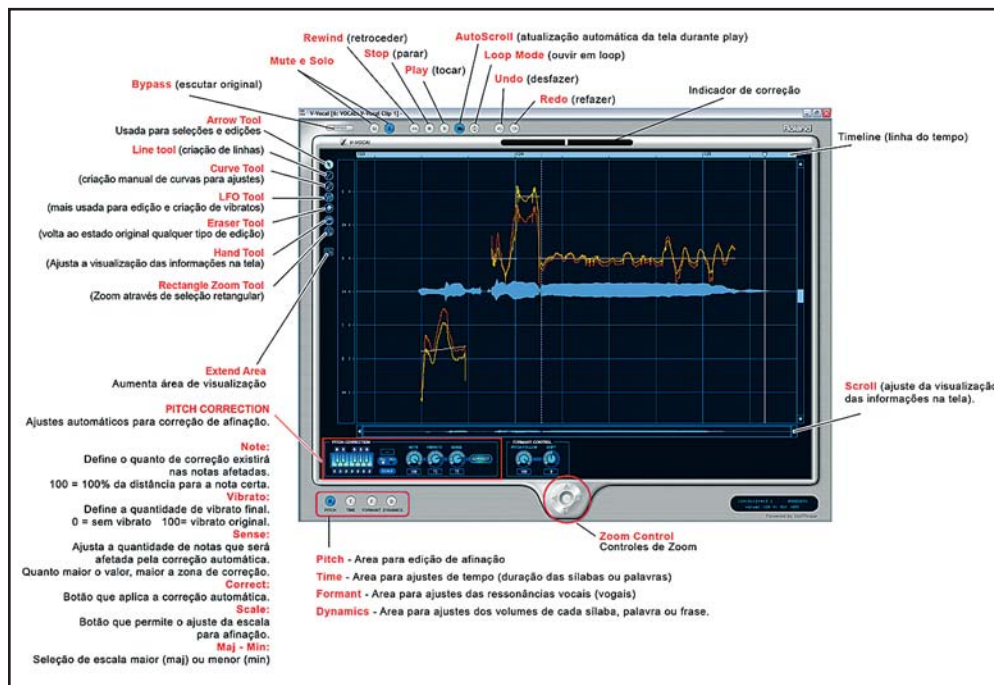 Rewind (retroceder)
Stop (parar)
Mute e Solo
Play (tocar)
Bypass (escutar original)
AutoScroll (atualização automática da tela durante play)
Loop Mode (ouvir em loop)
Undo (desfazer)
Redo (refazer)
Indicador de correção
Timeline (linha do tempo)
Arrow Tool
Usada para seleções e edições
Line tool (criação de linhas)
Curve Tool
(criação manual de curvas para ajustes)
LFO Tool
(mais usada para edição e criação de vibratos)
Eraser Tool
(volta ao estado original qualquer tipo de edição)
Hand Tool
(Ajusta a visualização das informações na tela)
Rectangle Zoom Tool
(Zoom através de seleção retangular)
Extend Area
Aumenta área de visualização
PITCH CORRECTION
Ajustes automáticos para correção de afinação.
Note:
Define o quanto de correção existirá
nas notas afetadas.
100 = 100% da distância para a nota certa.
Vibrato:
Define a quantidade de vibrato final.
0 = sem vibrato 100= vibrato original.
Sense:
Ajusta a quantidade de notas que será
afetada pela correção automática.
Quanto maior o valor, maior a zona de correção.
Correct:
Botão que aplica a correção automática.
Scale:
Botão que permite o ajuste da escala
para afinação.
Maj - Min:
Seleção de escala maior (maj) ou menor (min)
Roland
V-VOCAL
PITCH CORRECTION
NOTE VIBRATO SENSE
FORMANT CONTROL
PITCH TIME FORMANT DYNAMICS
Scroll (ajuste da visualização
das informações na tela).
Zoom Control
Controles de Zoom
Pitch - Area para edição de afinação
Time - Area para ajustes de tempo (duração das sílabas ou palavras)
Formant - Area para ajustes das ressonâncias vocais (vogais)
Dynamics - Area para ajustes dos volumes de cada sílaba, palavra ou frase.